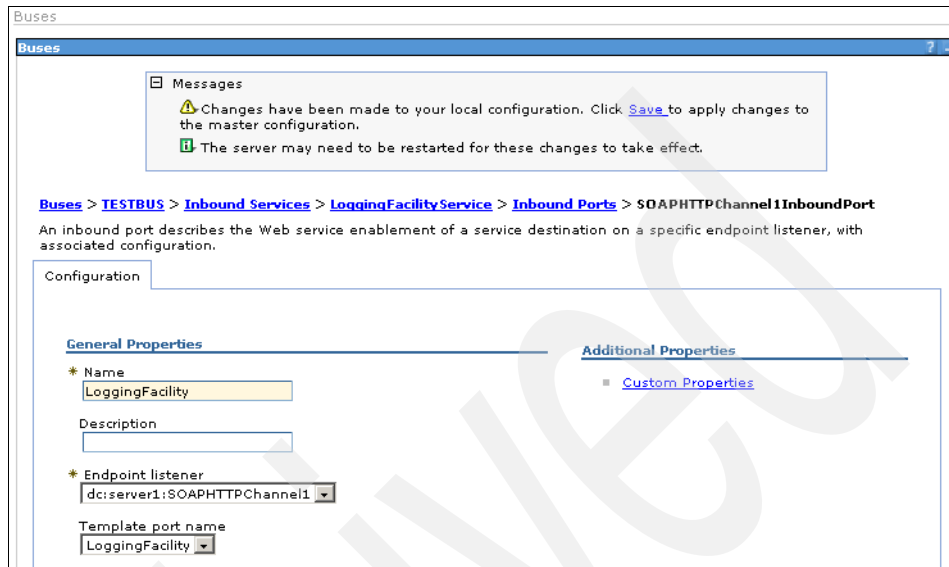 Buses
Buses ? -
Messages
Changes have been made to your local configuration. Click Save to apply changes to
the master configuration.
The server may need to be restarted for these changes to take effect.
Buses > TESTBUS > Inbound Services > LoggingFacilityService > Inbound Ports > SOAPHTTPChannel1InboundPort
An inbound port describes the Web service enablement of a service destination on a specific endpoint listener, with
associated configuration.
Configuration
General Properties
Additional Properties
* Name
LoggingFacility
Custom Properties
Description
* Endpoint listener
dc:server1:SOAPHTTPChannel1
Template port name
LoggingFacility